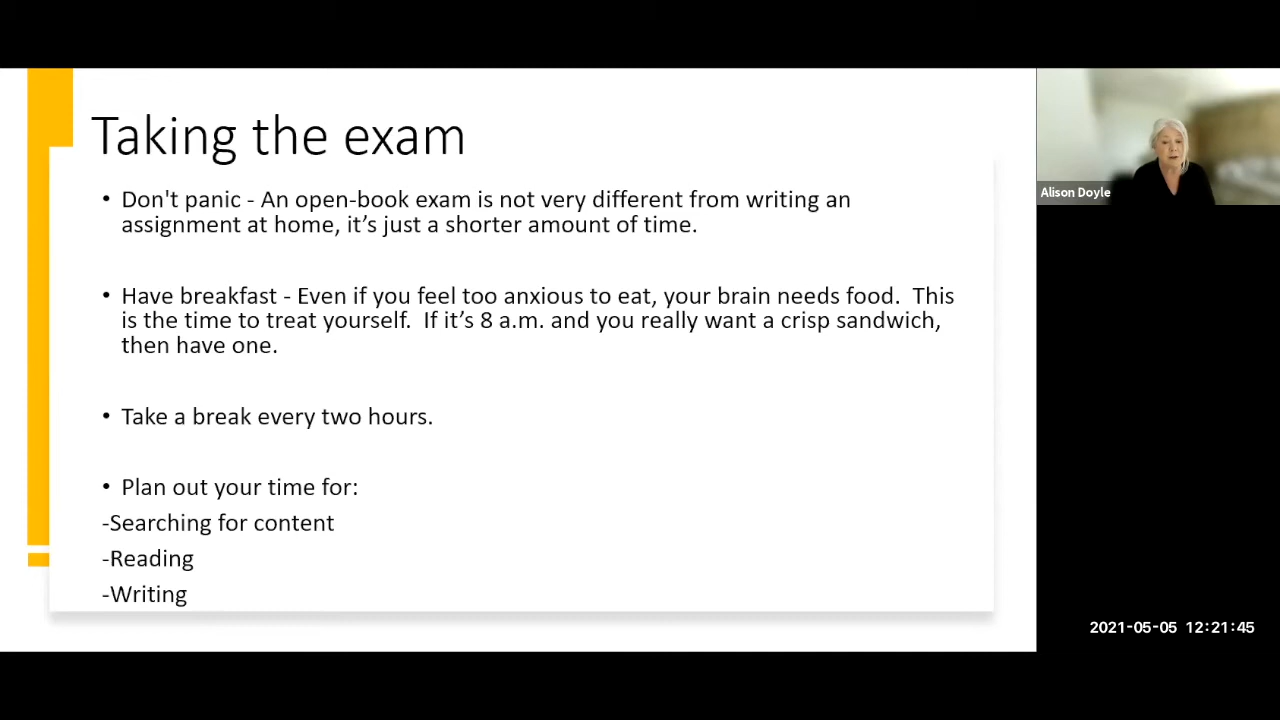 Taking the exam
• Don't panic - An open-book exam is not very different from writing an
assignment at home, it’s just a shorter amount of time.
• Have breakfast - Even if you feel too anxious to eat, your brain needs food.  This
is the time to treat yourself.  If it’s 8 a.m. and you really want a crisp sandwich,
then have one.
• Take a break every two hours.
• Plan out your time for:
-Searching for content
-Reading
-Writing
Alison Doyle
2021-05-05 12:21:45